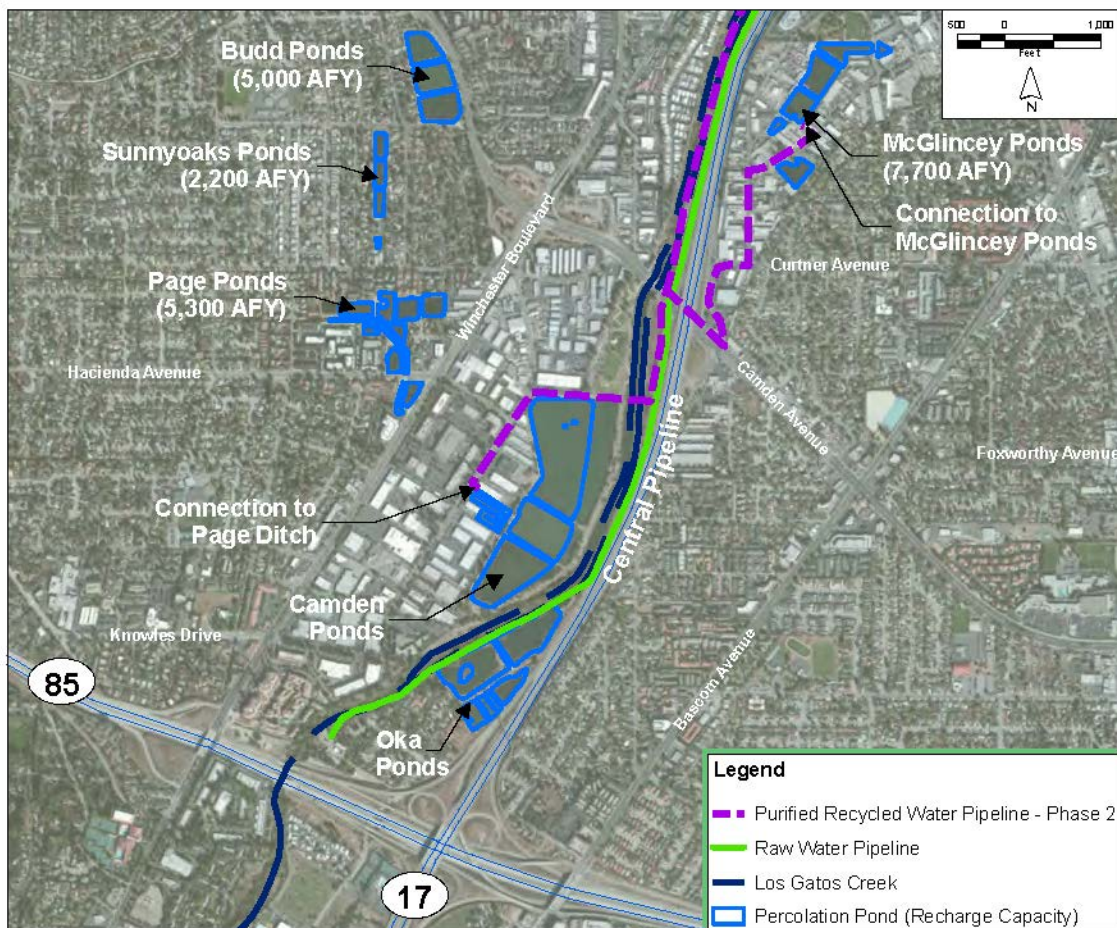 500 0 1,000
Feet
N
Budd Ponds
(5,000 AFY)
Sunnyoaks Ponds
(2,200 AFY)
McGlincey Ponds
(7,700 AFY)
Connection to
McGlincey Ponds
Winchester Boulevard
Curtner Avenue
Page Ponds
(5,300 AFY)
Hacienda Avenue
Camden Avenue
Foxworthy Avenue
Central Pipeline
Connection to
Page Ditch
Camden
Ponds
Knowles Drive
Bascom Avenue
85
Oka
Ponds
17
Legend
Purified Recycled Water Pipeline - Phase 2
Raw Water Pipeline
Los Gatos Creek
Percolation Pond (Recharge Capacity)